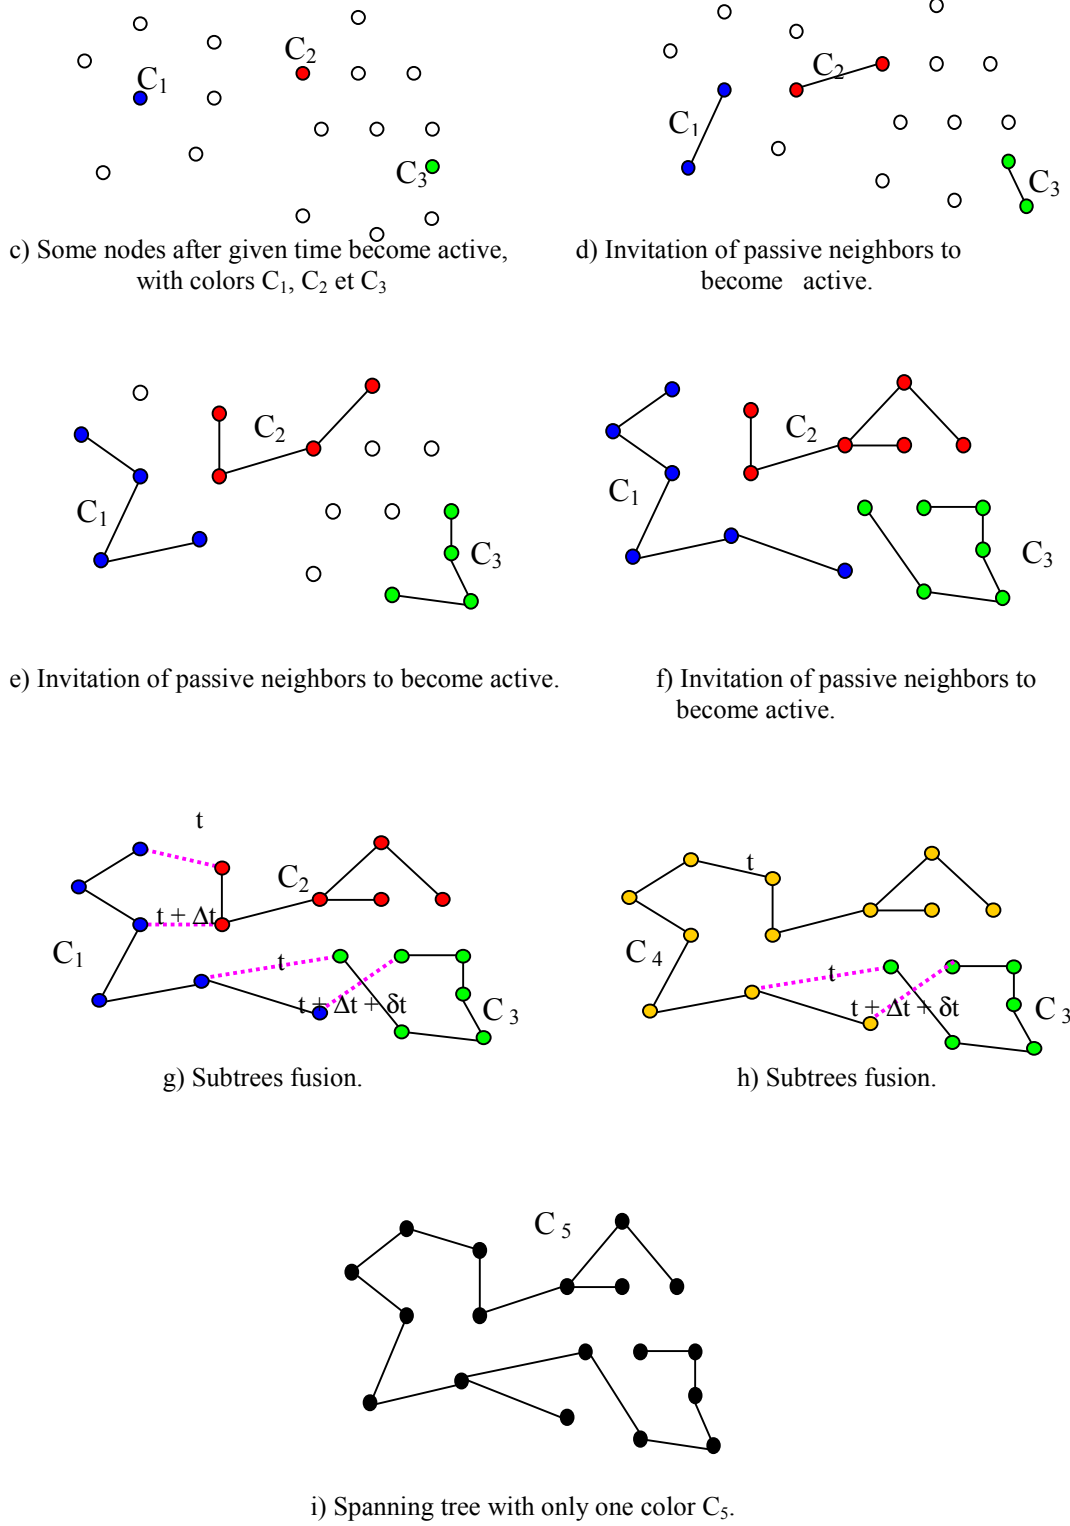 C2
C1
C3
c) Some nodes after given time become active,
with colors C1, C2 et C3
C2
C1
C3
d) Invitation of passive neighbors to
become active.
C2
C1
C3
e) Invitation of passive neighbors to become active.
C2
C1
C3
f) Invitation of passive neighbors to
become active.
t
C2
t + Δt
C1
t
t + Δt + δt
C 3
g) Subtrees fusion.
t
C 4
t
t + Δt + δt
C 3
h) Subtrees fusion.
C 5
i) Spanning tree with only one color C5.